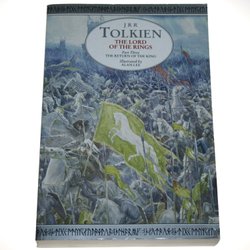 J·R·R
TOLKIEN
THE LORD
OF THE RINGS
Part Three
THE RETURN OF THE KING
illustrated by
ALAN LEE